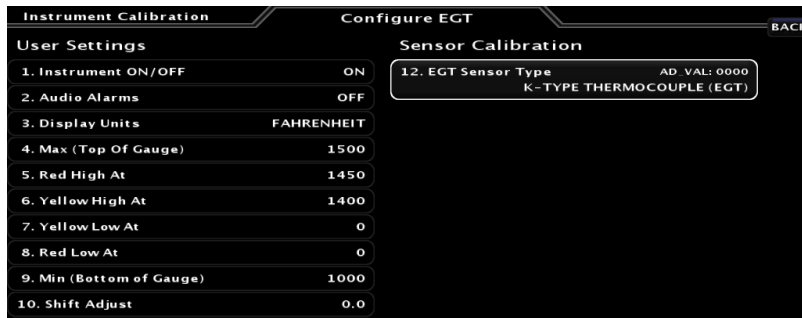 Instrument Calibration
Configure EGT
BACK
User Settings
Sensor Calibration
1. Instrument ON/OFF ON
2. Audio Alarms OFF
3. Display Units FAHRENHEIT
4. Max (Top Of Gauge) 1500
5. Red High At 1450
6. Yellow High At 1400
7. Yellow Low At 0
8. Red Low At 0
9. Min (Bottom of Gauge) 1000
10. Shift Adjust 0.0
12. EGT Sensor Type AD_VAL: 0000
K-TYPE THERMOCOUPLE (EGT)